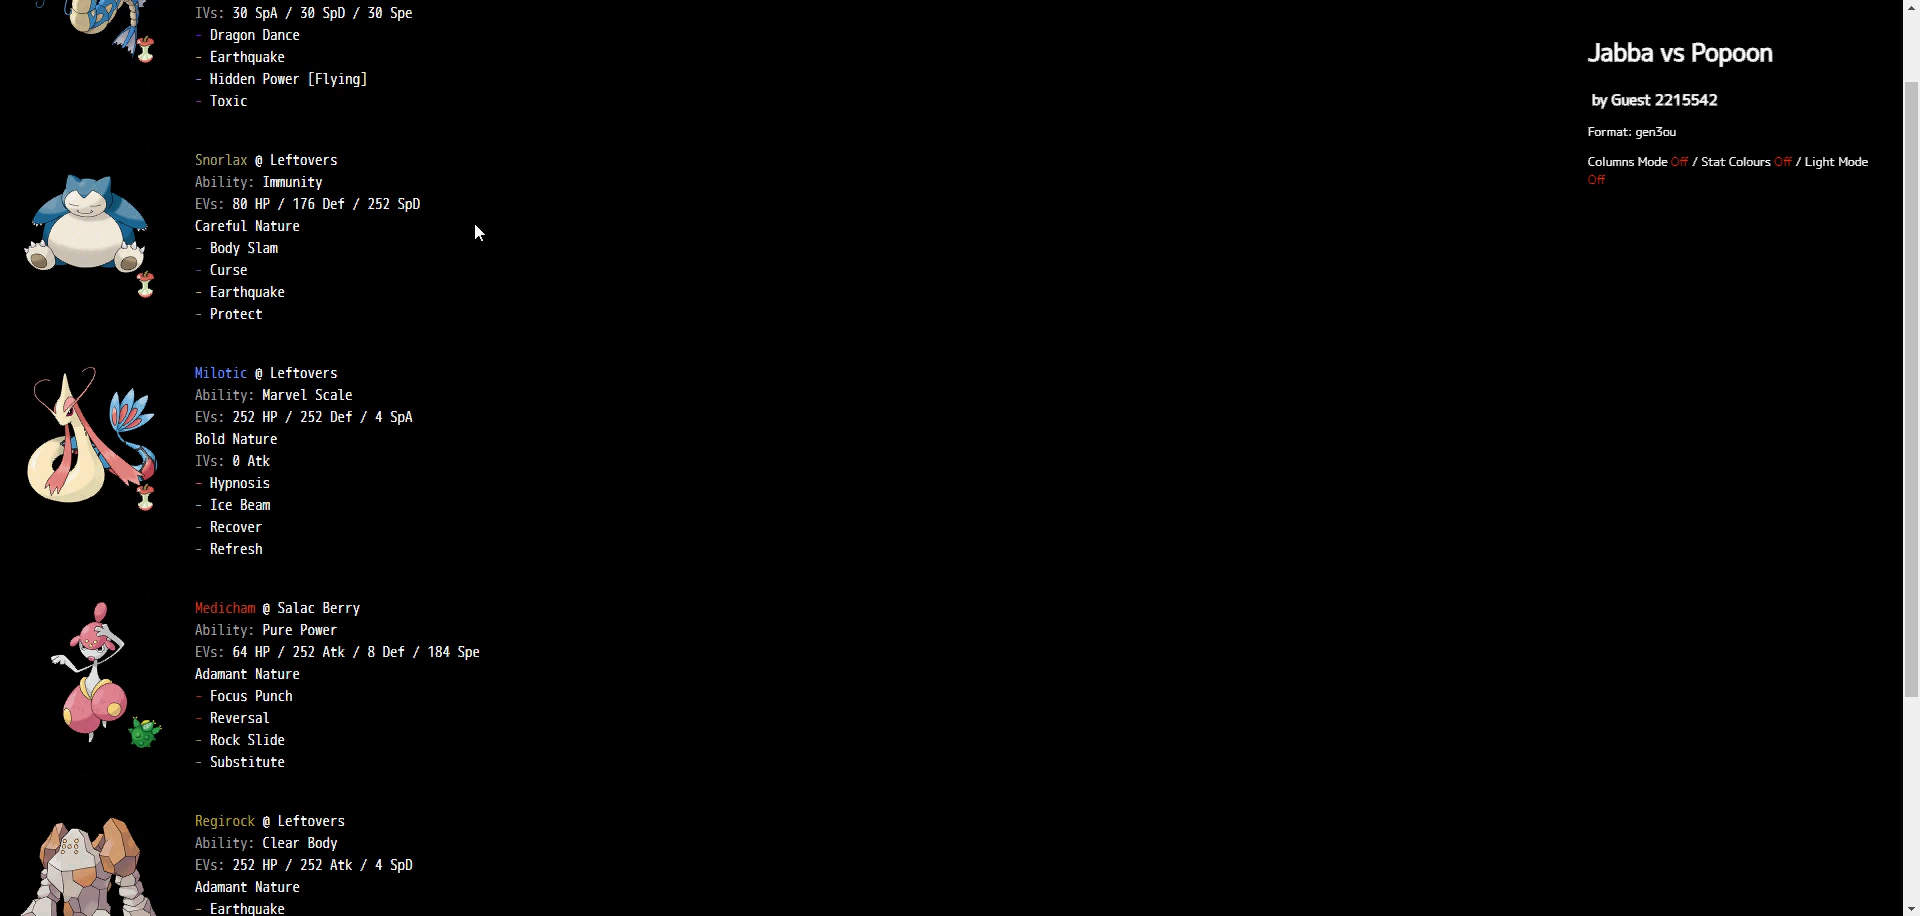 IVs: 30 SpA / 30 SpD / 30 Spe
- Dragon Dance
- Earthquake
- Hidden Power [Flying]
- Toxic
Snorlax @ Leftovers
Ability: Immunity
EVs: 80 HP / 176 Def / 252 SpD
Careful Nature
- Body Slam
- Curse
- Earthquake
- Protect
Milotic @ Leftovers
Ability: Marvel Scale
EVs: 252 HP / 252 Def / 4 SpA
Bold Nature
IVs: 0 Atk
- Hypnosis
- Ice Beam
- Recover
- Refresh
Medicham @ Salac Berry
Ability: Pure Power
EVs: 64 HP / 252 Atk / 8 Def / 184 Spe
Adamant Nature
- Focus Punch
- Reversal
- Rock Slide
- Substitute
Regirock @ Leftovers
Ability: Clear Body
EVs: 252 HP / 252 Atk / 4 SpD
Adamant Nature
- Earthquake
Jabba vs Popoon
by Guest 2215542
Format: gen3ou
Columns Mode Off / Stat Colours Off / Light Mode
Off